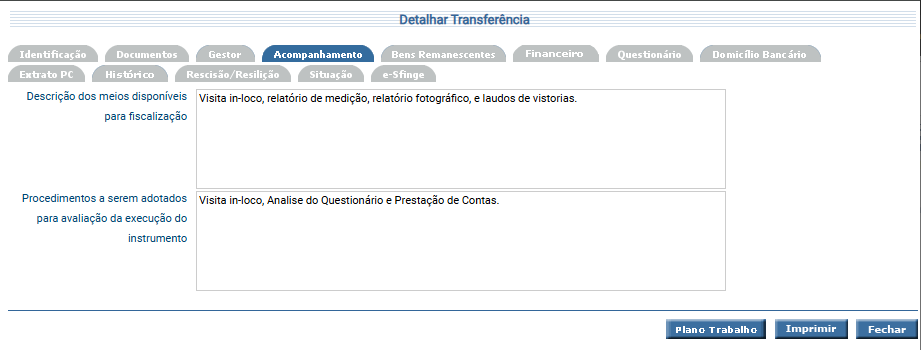 Detalhar Transferência
Identificação Documentos Gestor Acompanhamento Bens Remanescentes Financeiro Questionário Domicílio Bancário
Extrato PC Histórico Rescisão/Resilição Situação e-Sfinge
Descrição dos meios disponíveis
para fiscalização
Visita in-loco, relatório de medição, relatório fotográfico, e laudos de vistorias.
Procedimentos a serem adotados
para avaliação da execução do
instrumento
Visita in-loco, Analise do Questionário e Prestação de Contas.
Plano Trabalho Imprimir Fechar